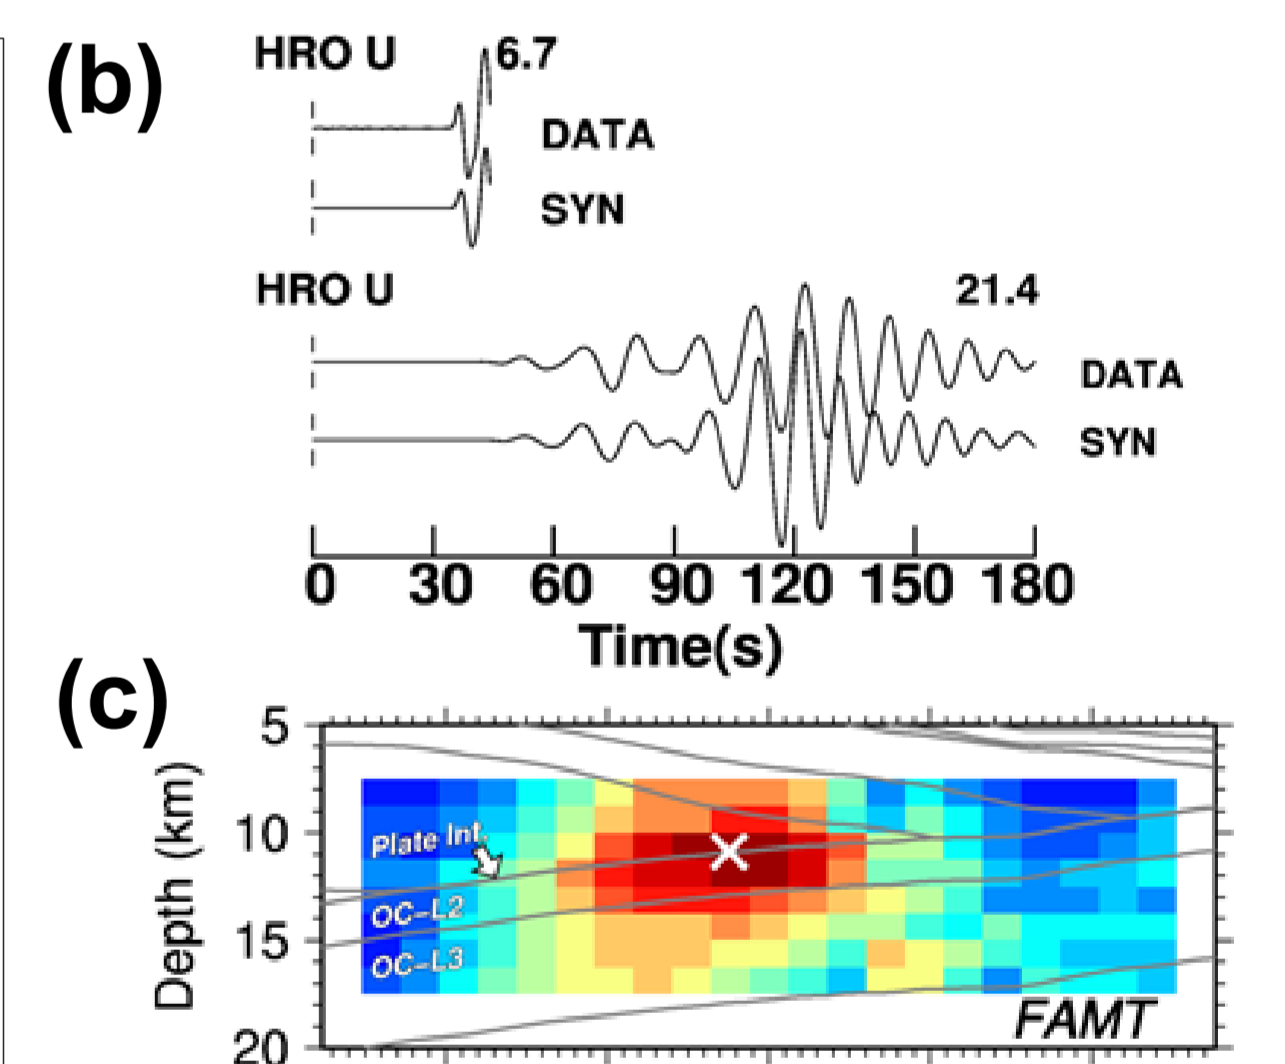 (b)
HRO U 6.7
DATA
SYN
HRO U 21.4
DATA
SYN
0 30 60 90 120 150 180
Time(s)
(c)
5
10
15
20
Depth (km)
Plate Int.
OC-L2
OC-L3
FAMT